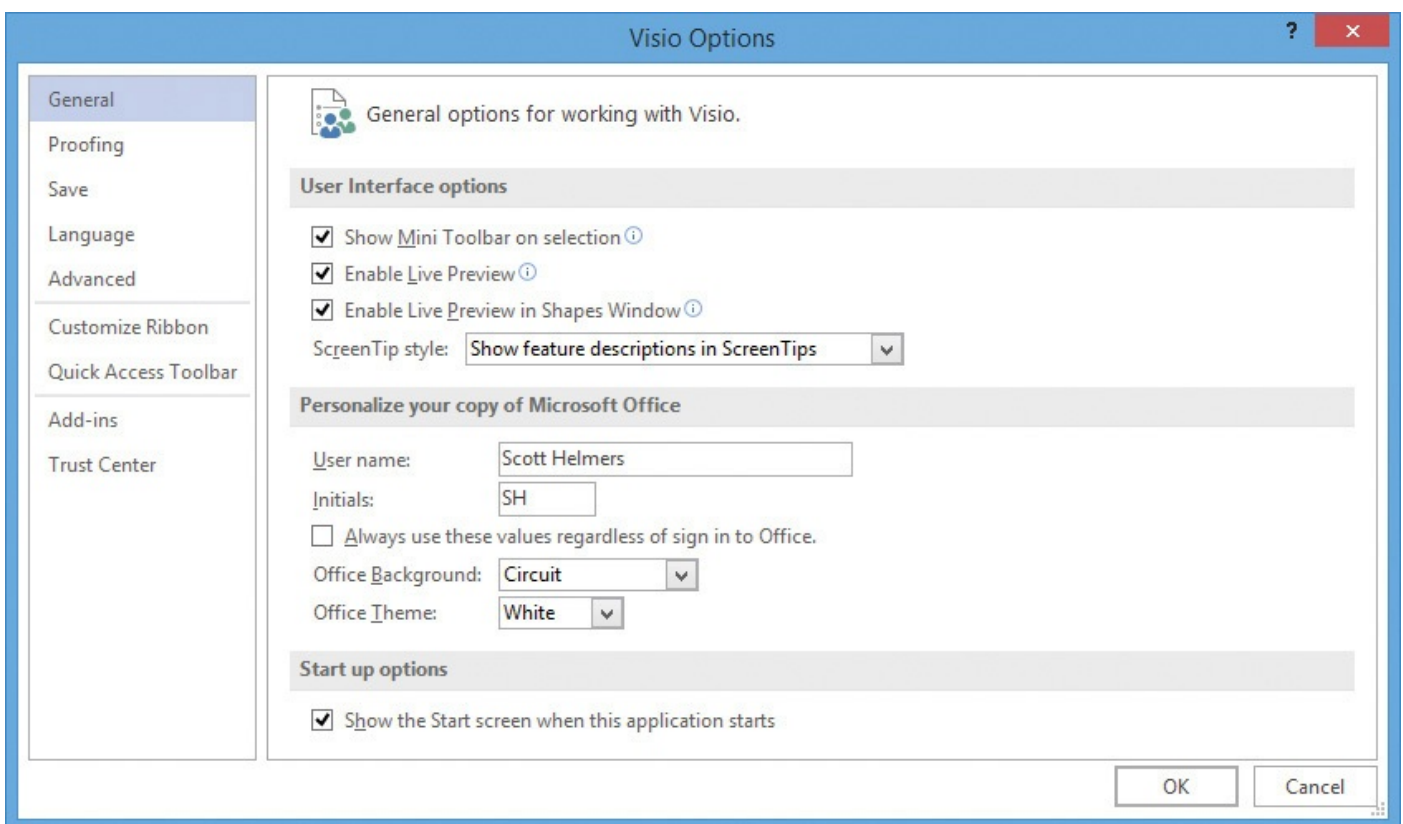 Visio Options
?
General
Proofing
Save
Language
Advanced
Customize Ribbon
Quick Access Toolbar
Add-ins
Trust Center
General options for working with Visio.
User Interface options
Show Mini Toolbar on selection
Enable Live Preview
Enable Live Preview in Shapes Window
ScreenTip style: Show feature descriptions in ScreenTips
Personalize your copy of Microsoft Office
User name: Scott Helmers
Initials: SH
Always use these values regardless of sign in to Office.
Office Background: Circuit
Office Theme: White
Start up options
Show the Start screen when this application starts
OK Cancel